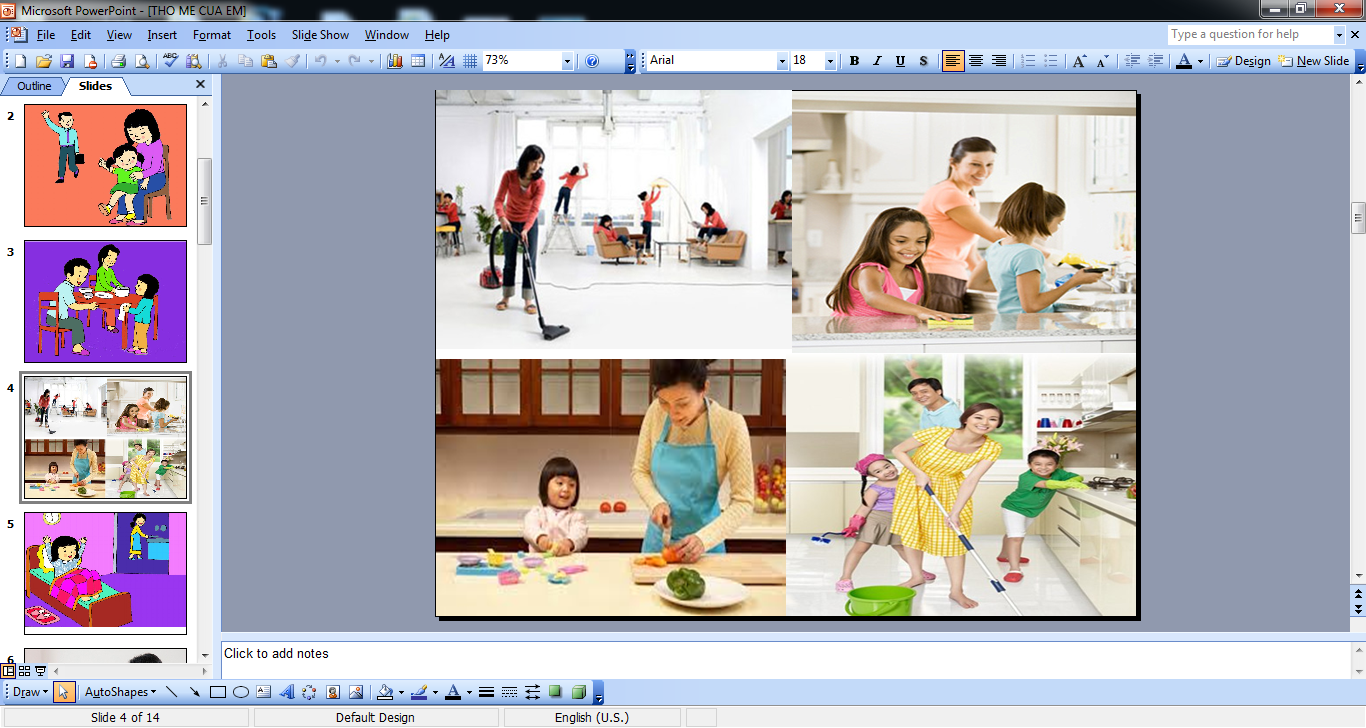 Microsoft PowerPoint - [THO ME CUA EM]
File Edit View Insert Format Tools Slide Show Window Help
Type a question for help
ABC 73% Arial 18 B I U S A A A Design New Slide
Outline Slides
2
3
4
5
6
Click to add notes
Draw AutoShapes A A
Slide 4 of 14 Default Design English (U.S.)